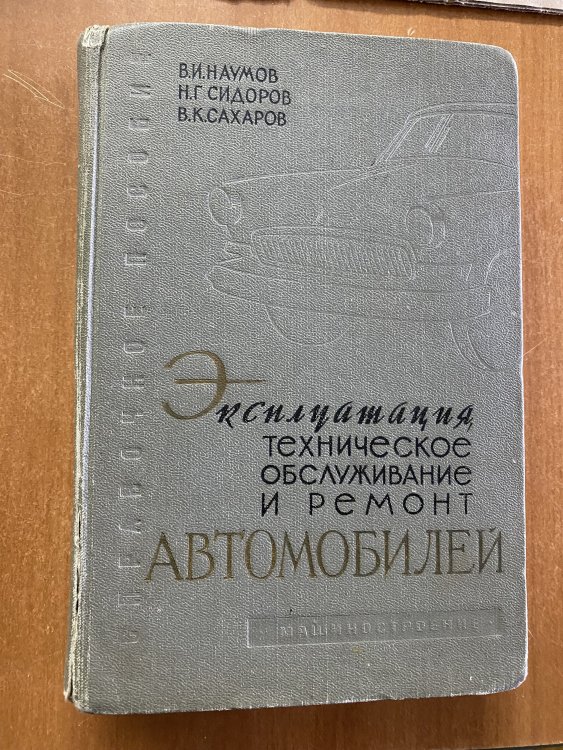 В.И.НАУМОВ
Н.Г.СИДОРОВ
В.К.САХАРОВ
СПРАВОЧНОЕ ПОСОБИЕ
Эксплуатация,
ТЕХНИЧЕСКОЕ
ОБСЛУЖИВАНИЕ
И РЕМОНТ
АВТОМОБИЛЕЙ
МАШИНОСТРОЕНИЕ